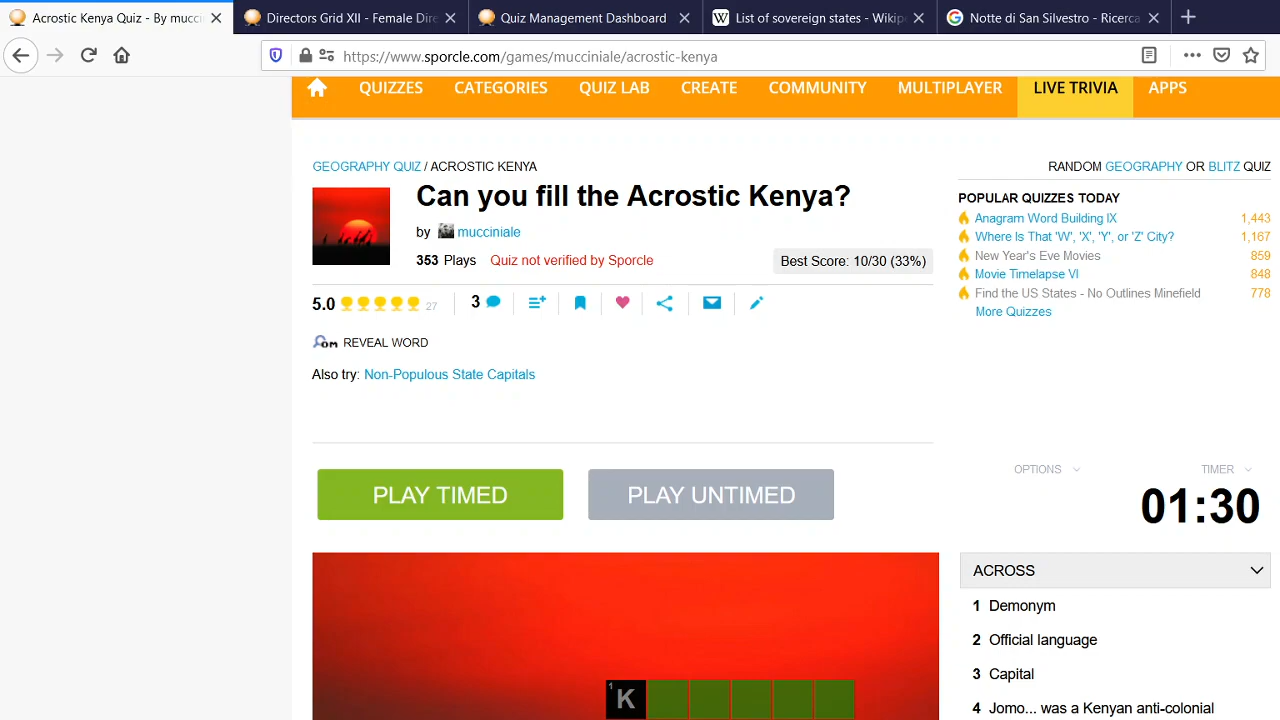 Acrostic Kenya Quiz - By mucci
Directors Grid XII - Female Dire
Quiz Management Dashboard
W List of sovereign states - Wikip
G Notte di San Silvestro - Ricerca
https://www.sporcle.com/games/mucciniale/acrostic-kenya
QUIZZES CATEGORIES QUIZ LAB CREATE COMMUNITY MULTIPLAYER LIVE TRIVIA APPS
GEOGRAPHY QUIZ / ACROSTIC KENYA
RANDOM GEOGRAPHY OR BLITZ QUIZ
Can you fill the Acrostic Kenya?
by mucciniale
353 Plays Quiz not verified by Sporcle
Best Score: 10/30 (33%)
5.0 27 3
REVEAL WORD
Also try: Non-Populous State Capitals
POPULAR QUIZZES TODAY
Anagram Word Building IX 1,443
Where Is That 'W', 'X', 'Y', or 'Z' City? 1,167
New Year's Eve Movies 859
Movie Timelapse VI 848
Find the US States - No Outlines Minefield 778
More Quizzes
PLAY TIMED
PLAY UNTIMED
OPTIONS
TIMER
01:30
ACROSS
1 Demonym
2 Official language
3 Capital
4 Jomo... was a Kenyan anti-colonial
1 K